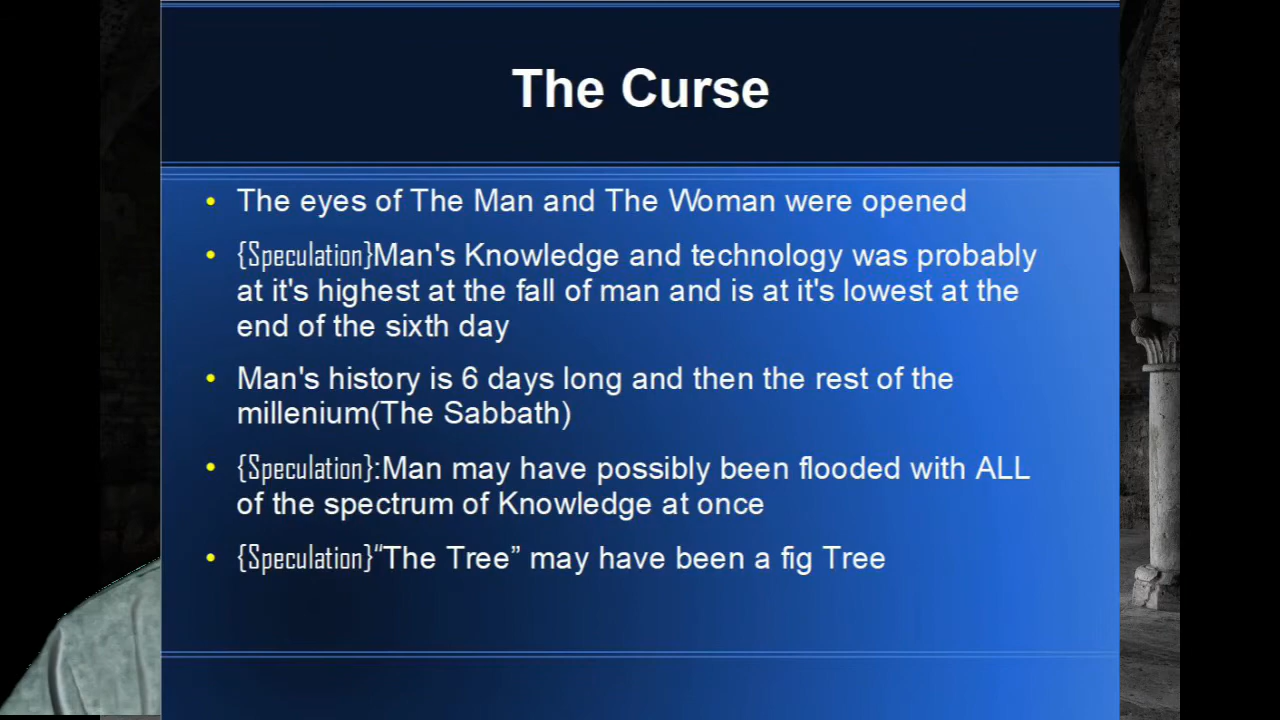 The Curse
• The eyes of The Man and The Woman were opened
• {Speculation}Man's Knowledge and technology was probably
at it's highest at the fall of man and is at it's lowest at the
end of the sixth day
• Man's history is 6 days long and then the rest of the
millenium(The Sabbath)
• {Speculation}:Man may have possibly been flooded with ALL
of the spectrum of Knowledge at once
• {Speculation}“The Tree” may have been a fig Tree